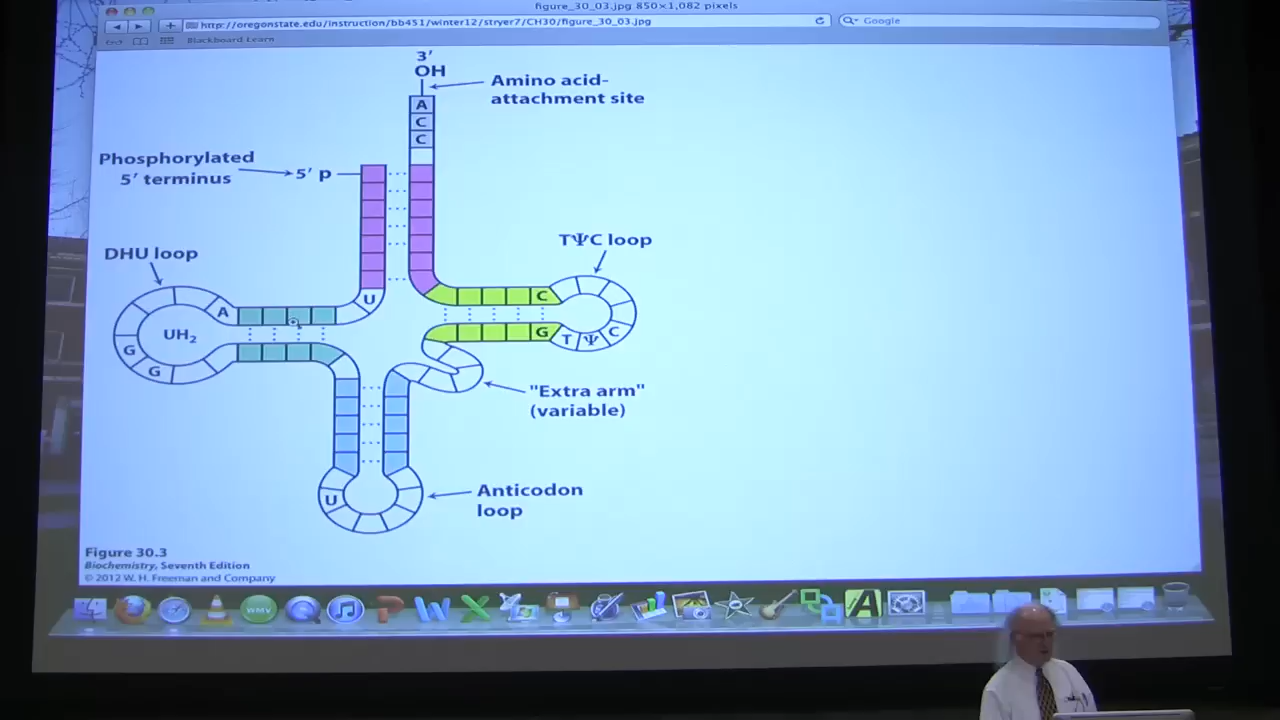 figure_30_03.jpg 850×1,082 pixels
http://oregonstate.edu/instruction/bb451/winter12/stryer7/CH30/figure_30_03.jpg
Google
Blackboard Learn
3′
OH
Amino acid-
attachment site
A
C
C
Phosphorylated
5′ terminus
5′ p
DHU loop
TΨC loop
U
A
C
UH2
G
G
G
T
Ψ
C
"Extra arm"
(variable)
U
Anticodon
loop
Figure 30.3
Biochemistry, Seventh Edition
© 2012 W. H. Freeman and Company
WMV